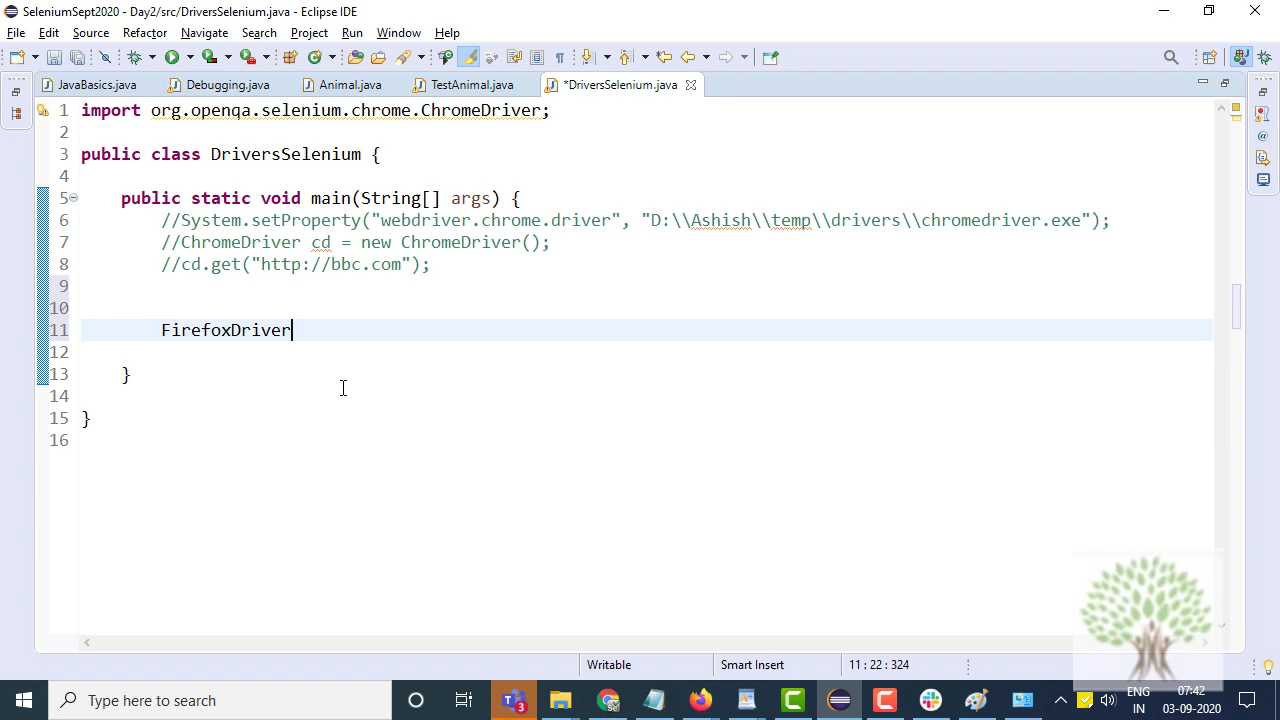 SeleniumSept2020 - Day2/src/DriversSelenium.java - Eclipse IDE
File Edit Source Refactor Navigate Search Project Run Window Help
JavaBasics.java Debugging.java Animal.java TestAnimal.java *DriversSelenium.java
1 import org.openqa.selenium.chrome.ChromeDriver;
2
3 public class DriversSelenium {
4
5 public static void main(String[] args) {
6 //System.setProperty("webdriver.chrome.driver", "D:\\Ashish\\temp\\drivers\\chromedriver.exe");
7 //ChromeDriver cd = new ChromeDriver();
8 //cd.get("http://bbc.com");
9
10
11 FirefoxDriver
12
13 }
14
15 }
16
Writable Smart Insert 11 : 22 : 324
Type here to search
3
ENG 07:42
IN 03-09-2020